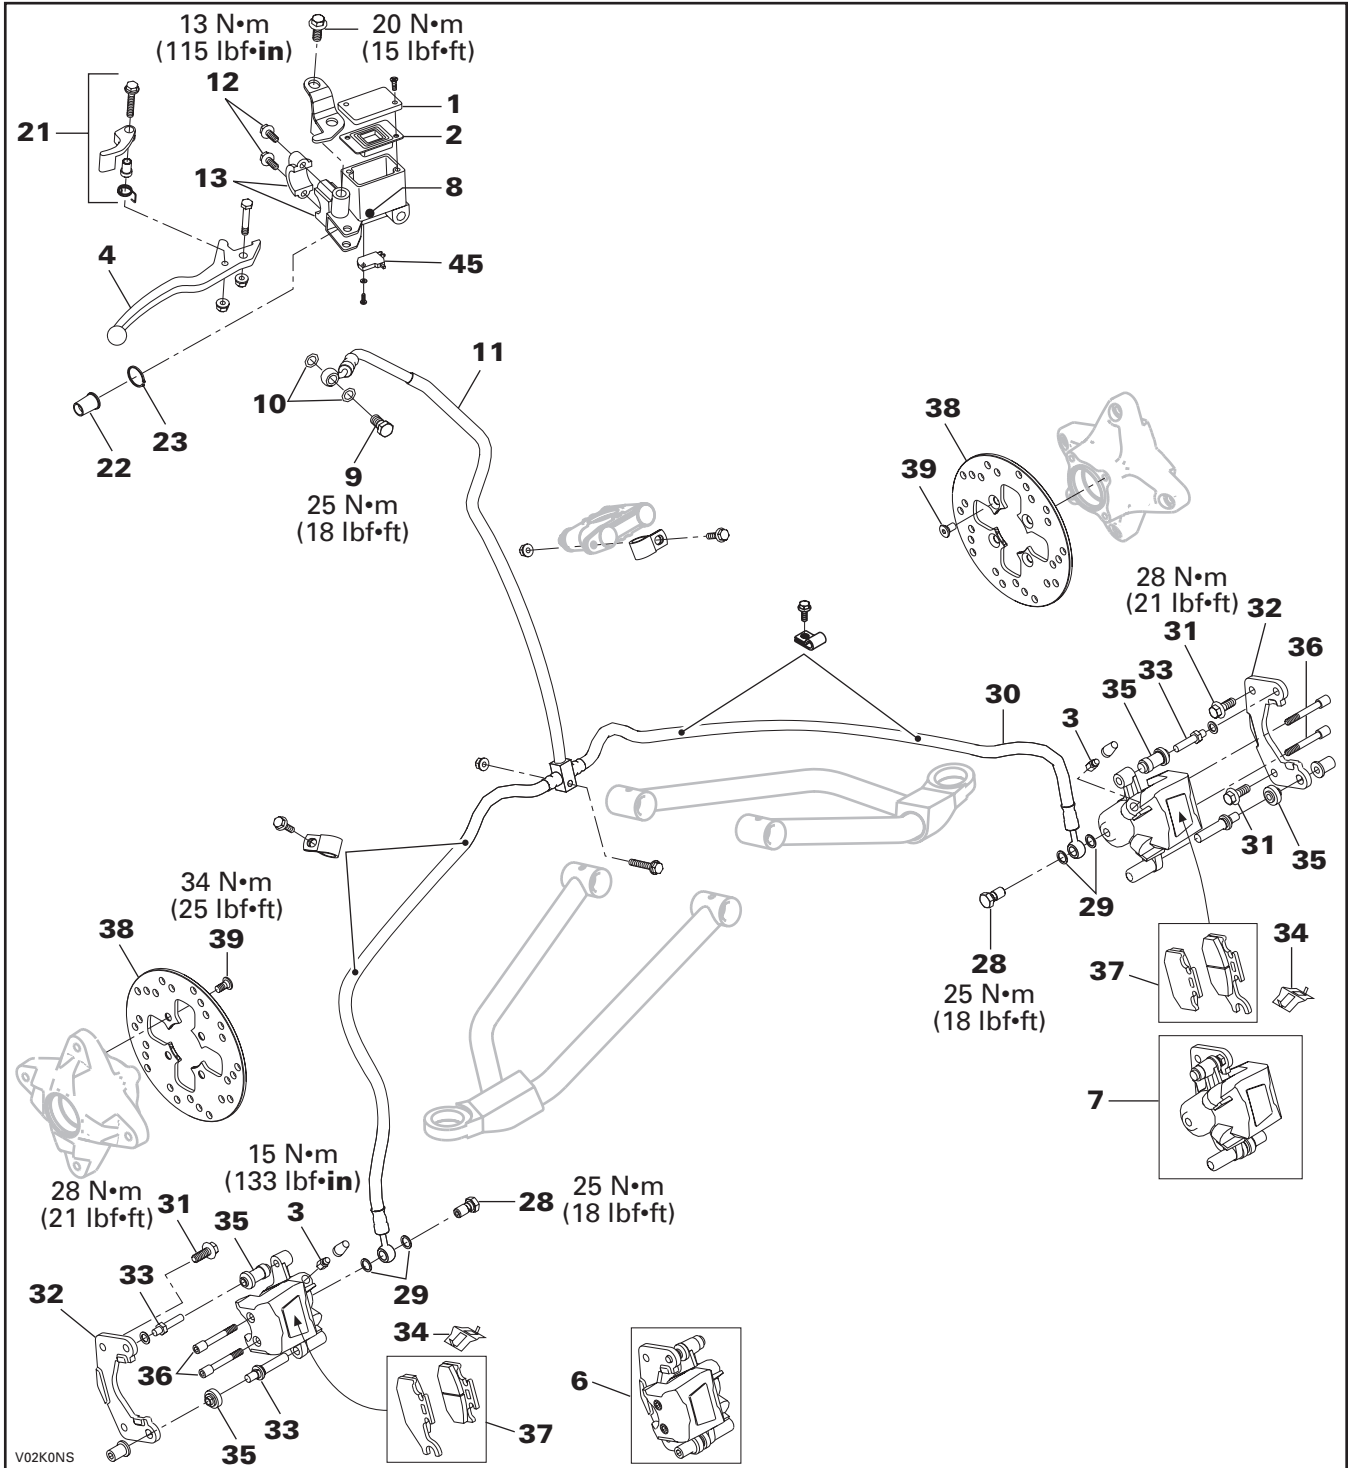 13 N•m
(115 lbf•in)
20 N•m
(15 lbf•ft)
12
1
21
2
13
8
4
45
11
10
23
22
9
25 N•m
(18 lbf•ft)
38
39
28 N•m
(21 lbf•ft)
32
31
36
33
35
30
3
31
35
29
28
25 N•m
(18 lbf•ft)
34
37
7
34 N•m
(25 lbf•ft)
38
39
15 N•m
(133 lbf•in)
28 N•m
(21 lbf•ft)
31
35
3
28
25 N•m
(18 lbf•ft)
33
32
29
34
36
6
33
35
37
V02K0NS